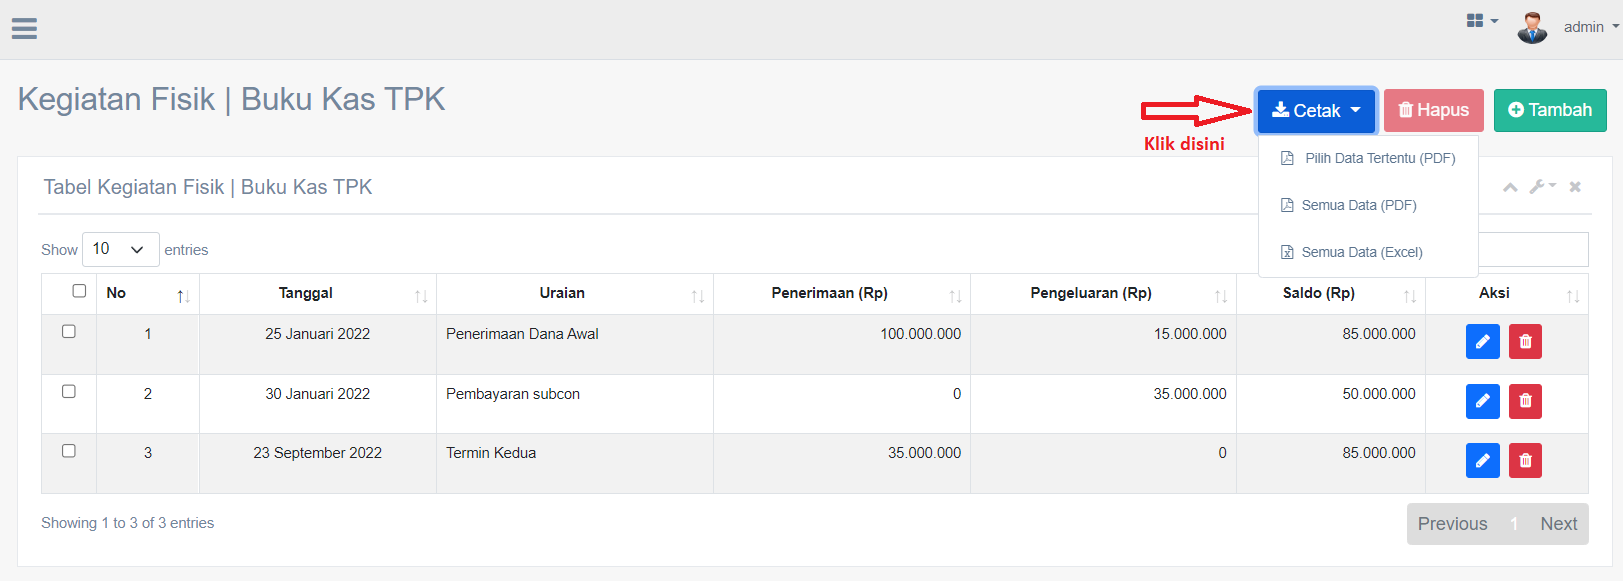 admin
Kegiatan Fisik | Buku Kas TPK
Cetak Hapus Tambah
Klik disini
Pilih Data Tertentu (PDF)
Semua Data (PDF)
Semua Data (Excel)
Tabel Kegiatan Fisik | Buku Kas TPK
Show 10 entries
No Tanggal Uraian Penerimaan (Rp) Pengeluaran (Rp) Saldo (Rp) Aksi
1 25 Januari 2022 Penerimaan Dana Awal 100.000.000 15.000.000 85.000.000
2 30 Januari 2022 Pembayaran subcon 0 35.000.000 50.000.000
3 23 September 2022 Termin Kedua 35.000.000 0 85.000.000
Showing 1 to 3 of 3 entries
Previous 1 Next